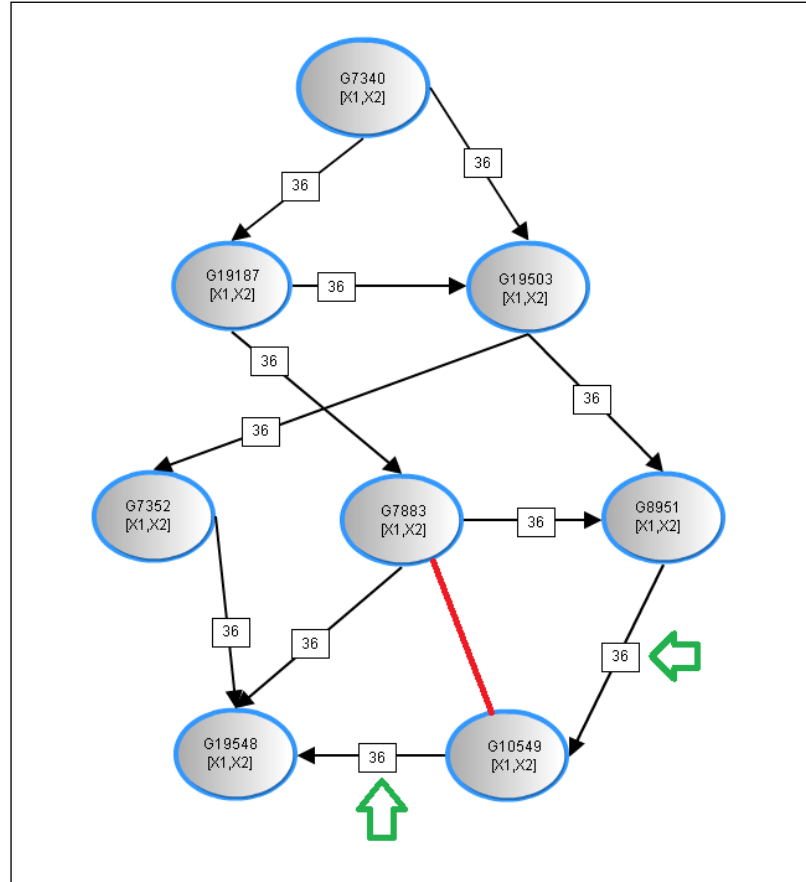 G7340
[X1,X2]
36
36
G19187
[X1,X2]
36
G19503
[X1,X2]
36
36
36
G7352
[X1,X2]
G7883
[X1,X2]
36
G8951
[X1,X2]
36
36
36
G19548
[X1,X2]
36
G10549
[X1,X2]